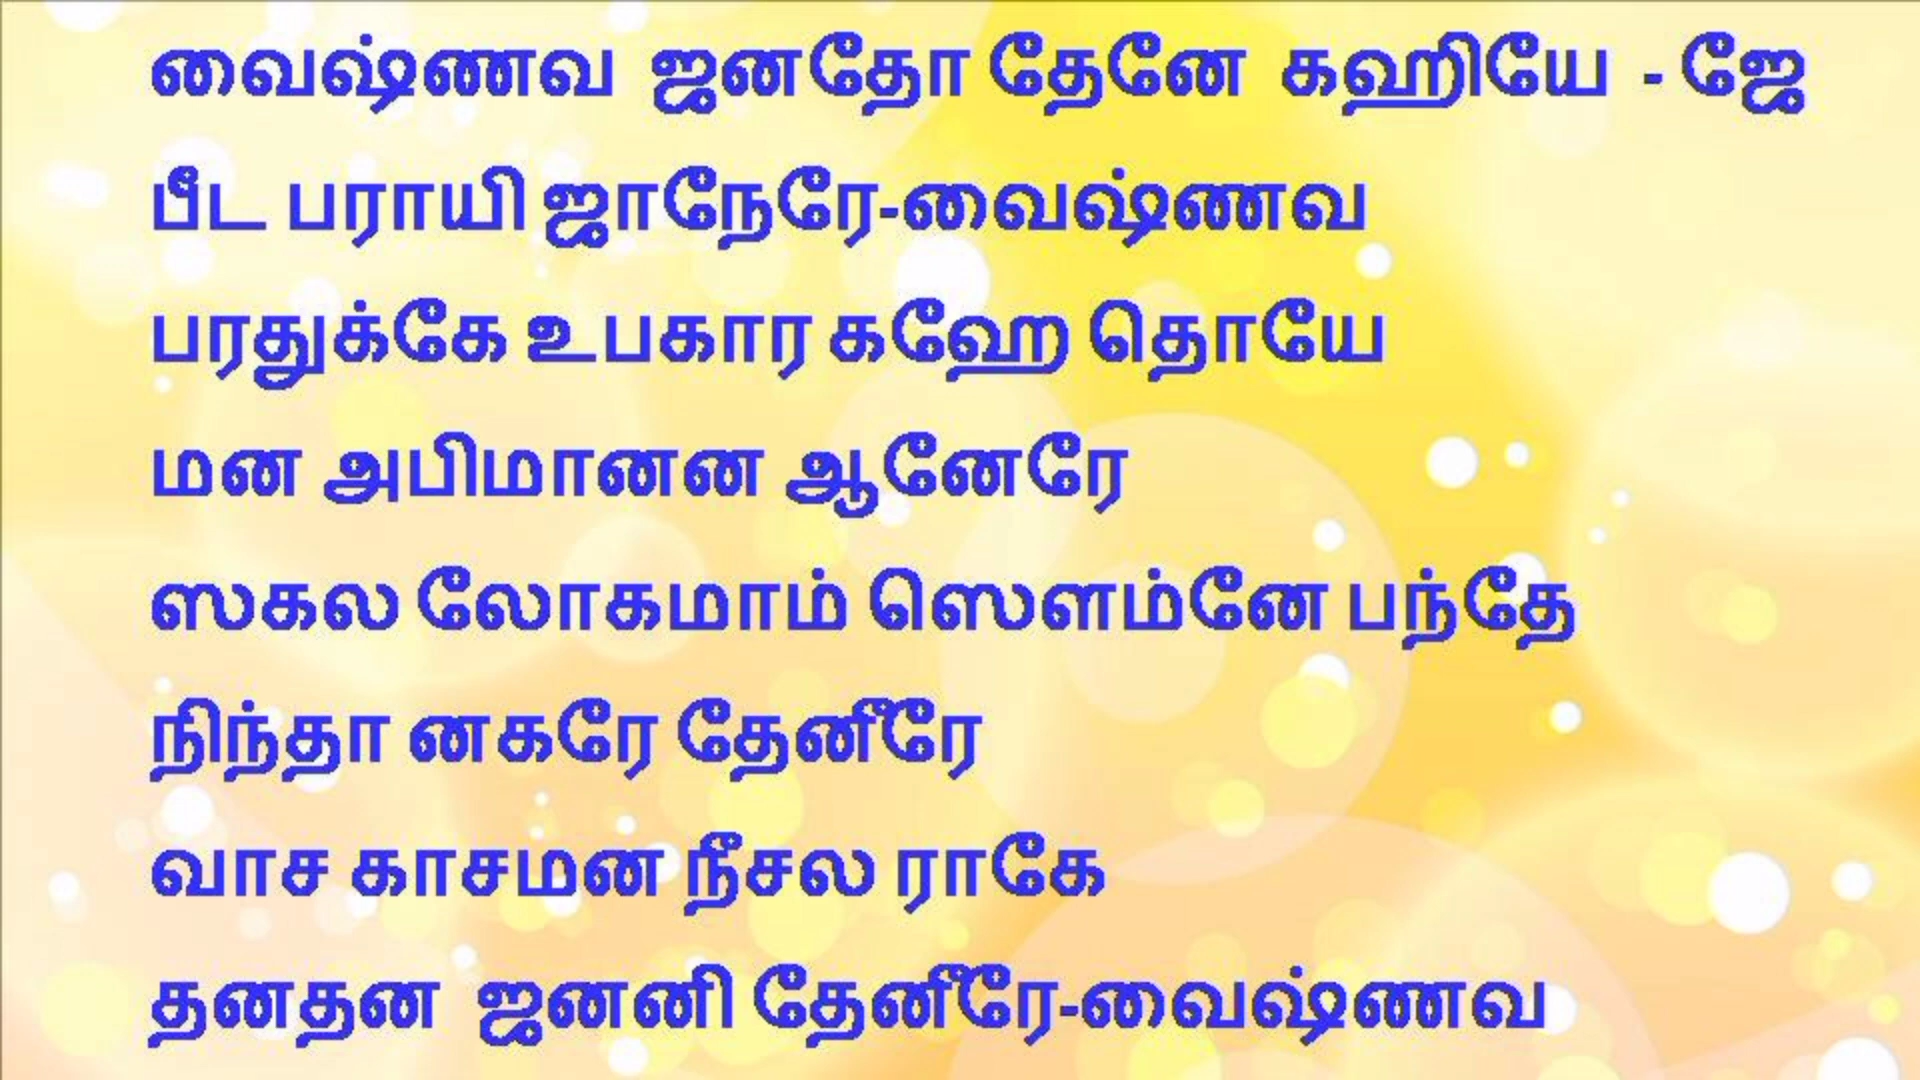 வைஷ்ணவ ஜனதோ தேனே கஹியே - ஜே
பீட பராயி ஜாநேரே-வைஷ்ணவ
பரதுக்கே உபகார கஹே தொயே
மன அபிமானன ஆனேரே
ஸகல லோகமாம் ஸௌம்னே பந்தே
நிந்தா னகரே தேனீரே
வாச காசமன நீசல ராகே
தனதன ஜனனி தேனீரே-வைஷ்ணவ